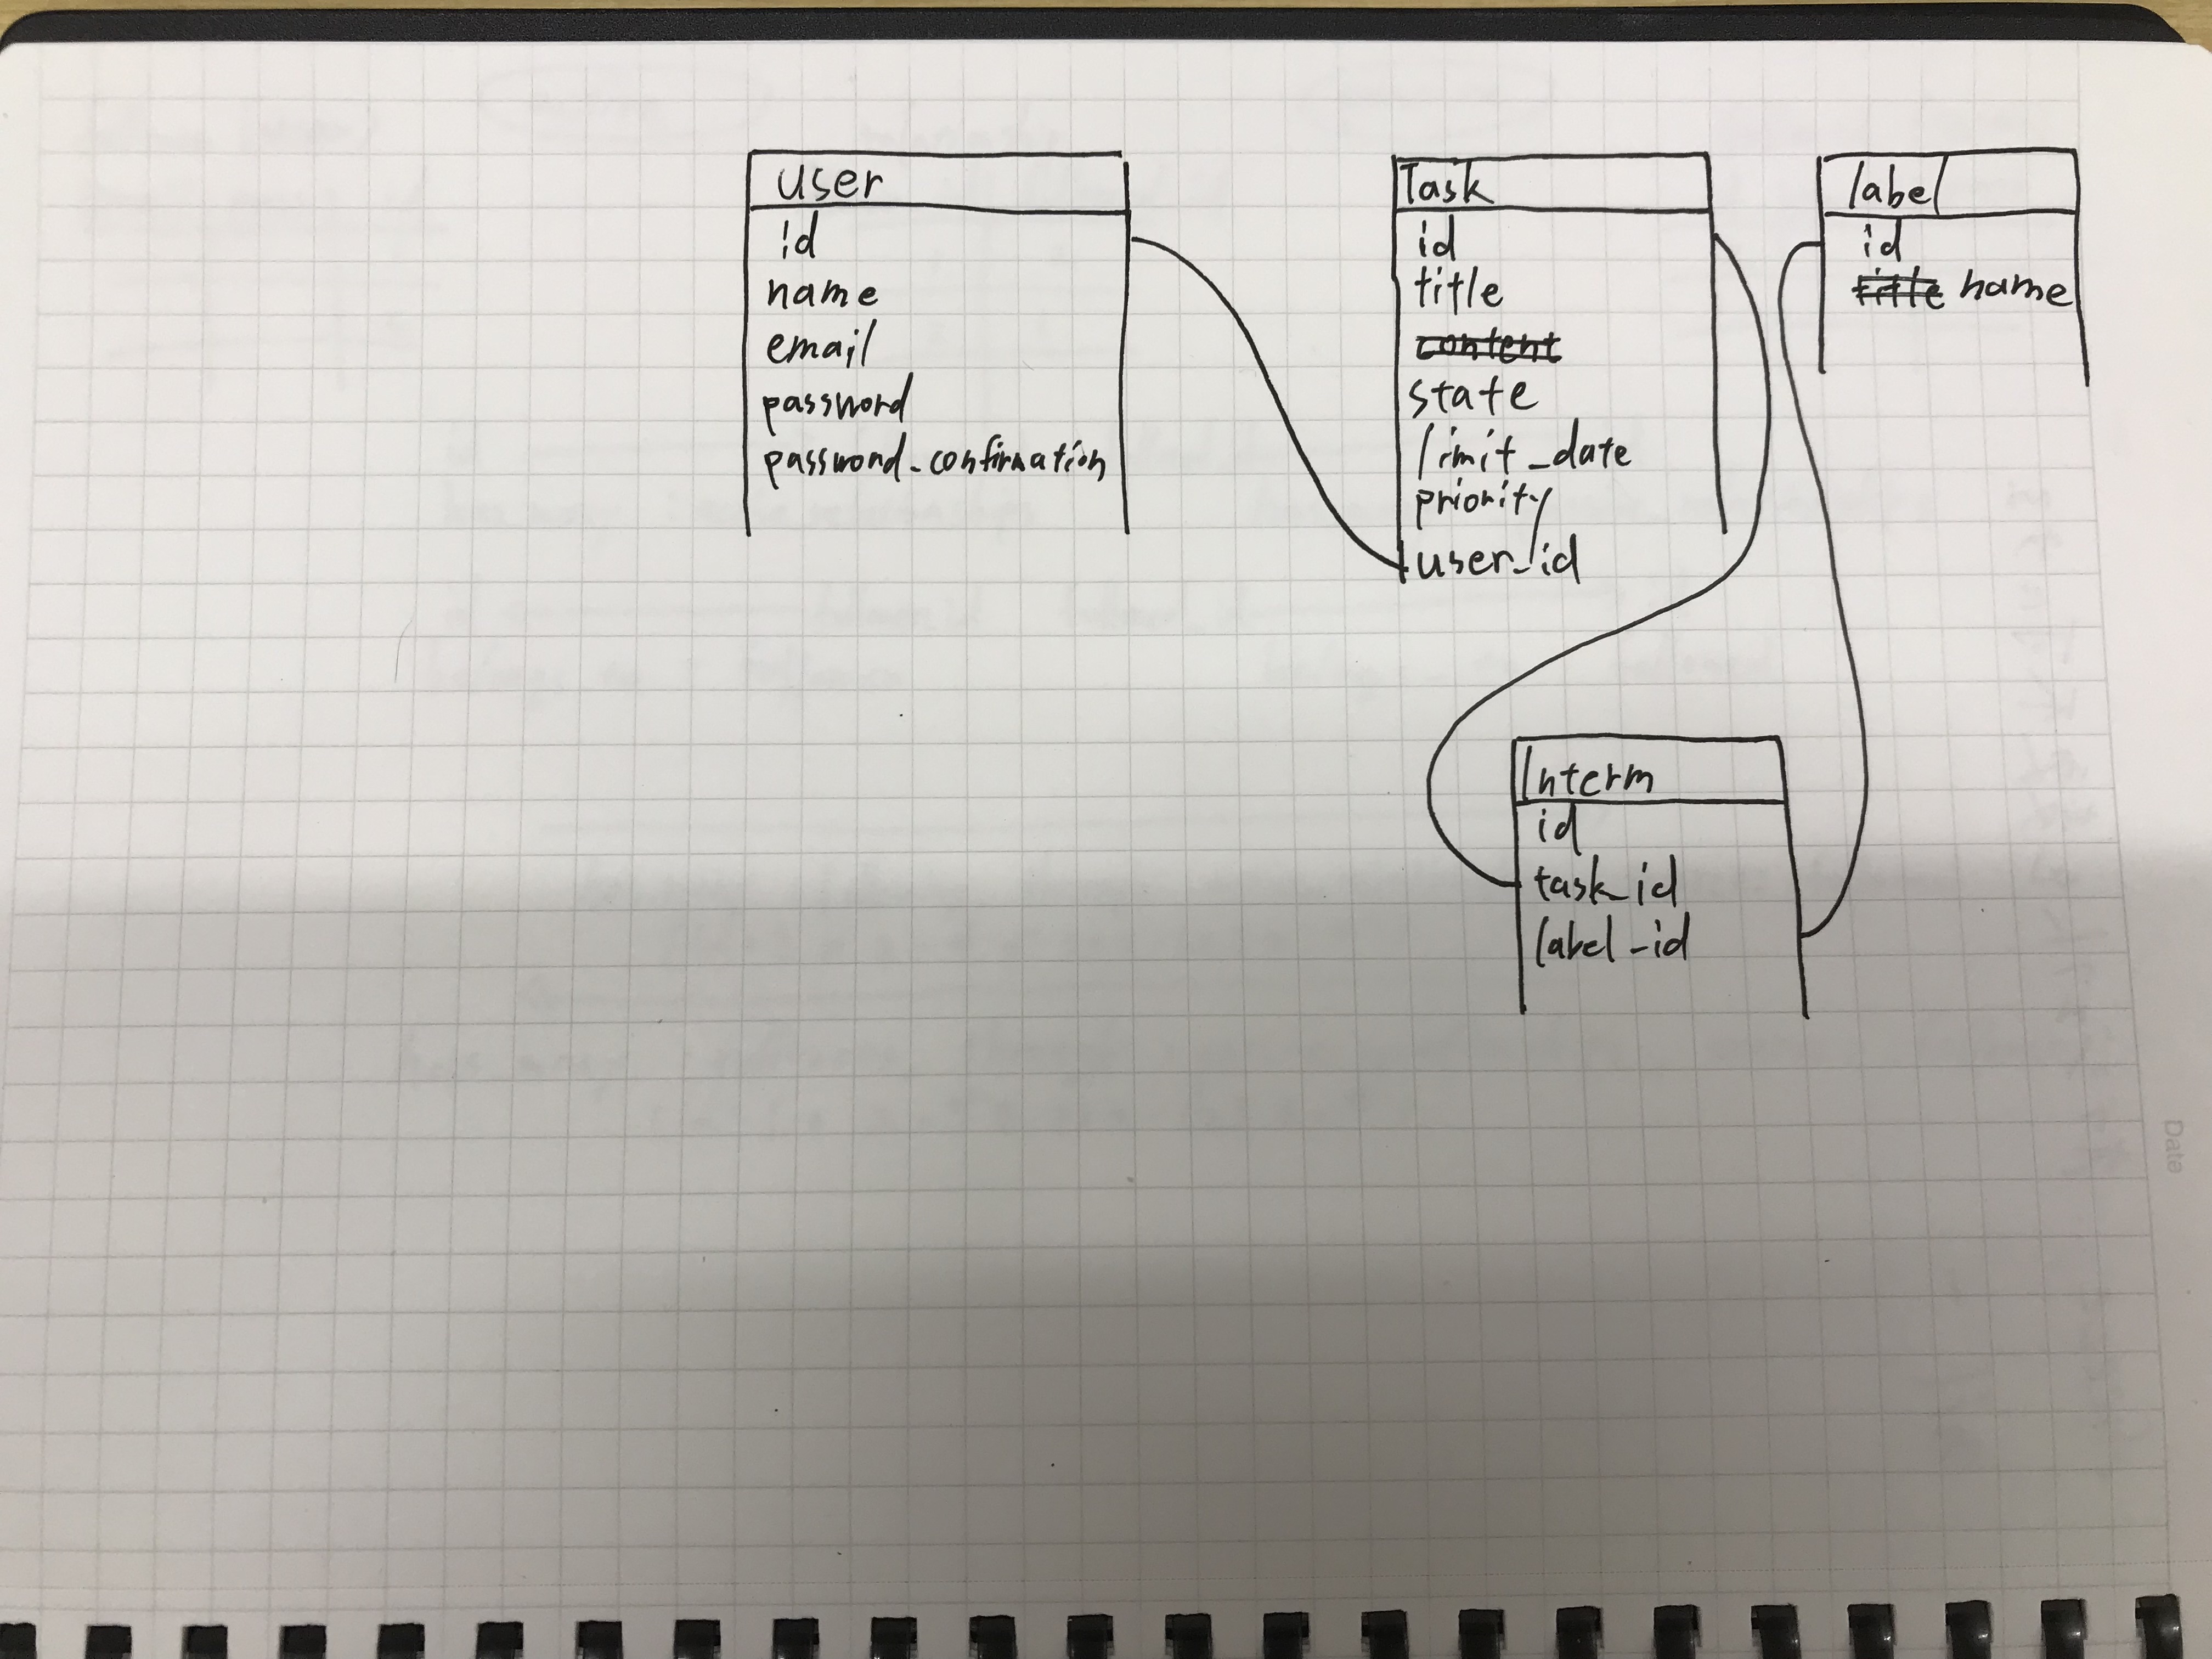 user
id
name
email
password
password_confirmation
Task
id
title
content
state
limit_date
priority
user_id
label
id
title name
Interm
id
task_id
label_id
Date